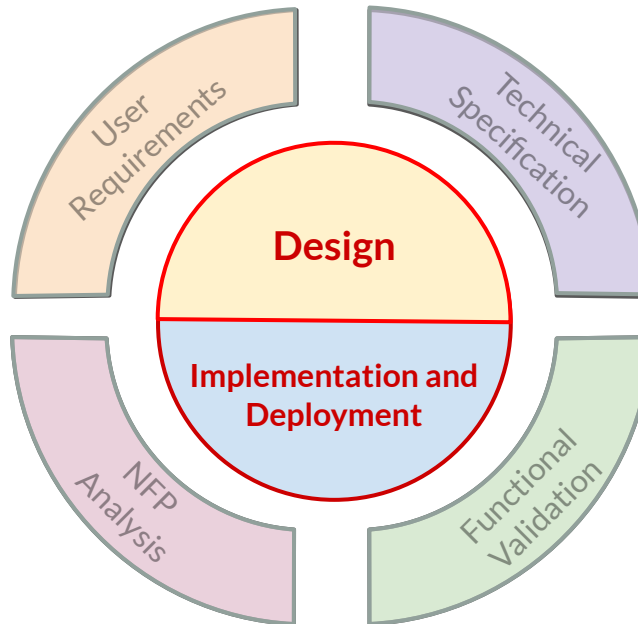 User
Requirements
Technical
Specification
Design
Implementation and
Deployment
NFP
Analysis
Functional
Validation